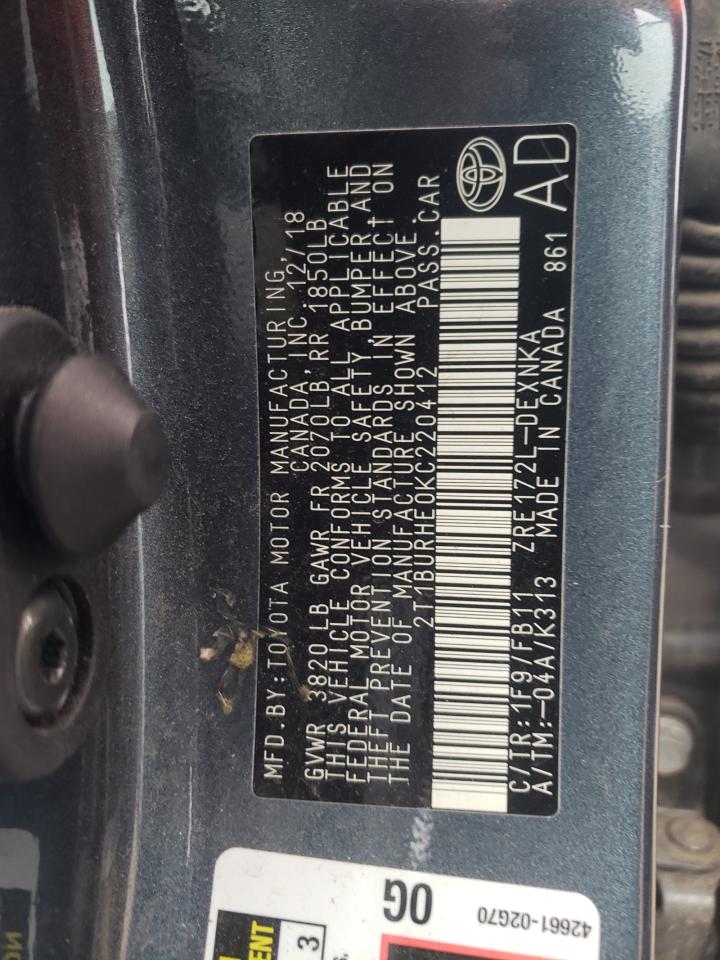 MFD.BY:TOYOTA MOTOR MANUFACTURING,
CANADA, INC. 12/18
GVWR 3820LB GAWR FR 2070LB RR 1850LB
THIS VEHICLE CONFORMS TO ALL APPLICABLE
FEDERAL MOTOR VEHICLE SAFETY,BUMPER,AND
THEFT PREVENTION STANDARDS IN EFFECT ON
THE DATE OF MANUFACTURE SHOWN ABOVE.
2T1BURHE0KC220412 PASS.CAR
C/TR:1F9/FB11 ZRE172L-DEXNKA
A/TM:-04A/K313 MADE IN CANADA 861
AD
0G
42661-02G70
ENT
3